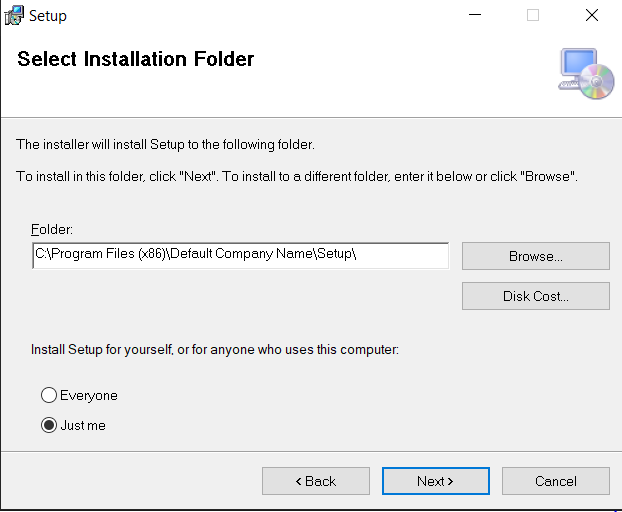 Setup
Select Installation Folder
The installer will install Setup to the following folder.
To install in this folder, click "Next". To install to a different folder, enter it below or click "Browse".
Folder:
C:\Program Files (x86)\Default Company Name\Setup\
Browse...
Disk Cost...
Install Setup for yourself, or for anyone who uses this computer:
Everyone
Just me
< Back
Next >
Cancel